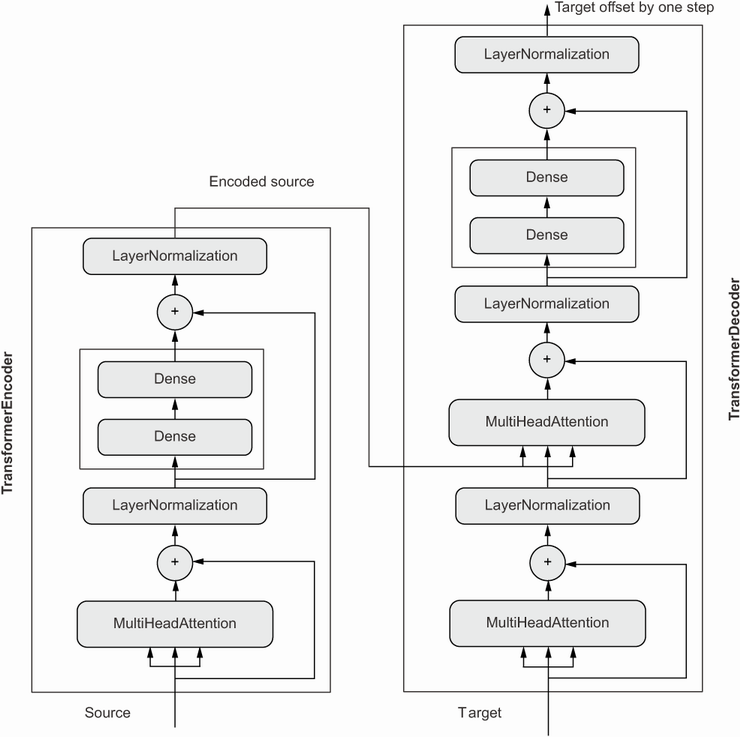 Target offset by one step
LayerNormalization
+
Dense
Dense
LayerNormalization
+
MultiHeadAttention
LayerNormalization
+
MultiHeadAttention
Target
TransformerDecoder
Encoded source
LayerNormalization
+
Dense
Dense
LayerNormalization
+
MultiHeadAttention
Source
TransformerEncoder